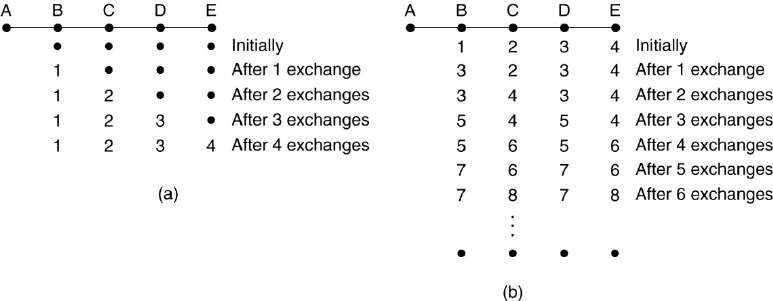 A B C D E
• • • • Initially
1 • • • After 1 exchange
1 2 • • After 2 exchanges
1 2 3 • After 3 exchanges
1 2 3 4 After 4 exchanges
(a)
A B C D E
1 2 3 4 Initially
3 2 3 4 After 1 exchange
3 4 3 4 After 2 exchanges
5 4 5 4 After 3 exchanges
5 6 5 6 After 4 exchanges
7 6 7 6 After 5 exchanges
7 8 7 8 After 6 exchanges
⋮
• • • •
(b)